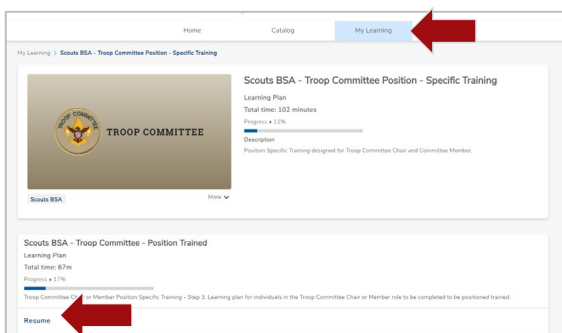 Home Catalog My Learning
My Learning > Scouts BSA - Troop Committee Position - Specific Training
Scouts BSA - Troop Committee Position - Specific Training
Learning Plan
Total time: 102 minutes
Progress • 11%
Description
Position Specific Training designed for Troop Committee Chair and Committee Member.
TROOP COMMITTEE
TROOP COMMITTEE
Scouts BSA More
Scouts BSA - Troop Committee - Position Trained
Learning Plan
Total time: 67m
Progress • 17%
Troop Committee Chair or Member Position Specific Training - Step 3. Learning plan for individuals in the Troop Committee Chair or Member role to be completed to be positioned trained.
Resume